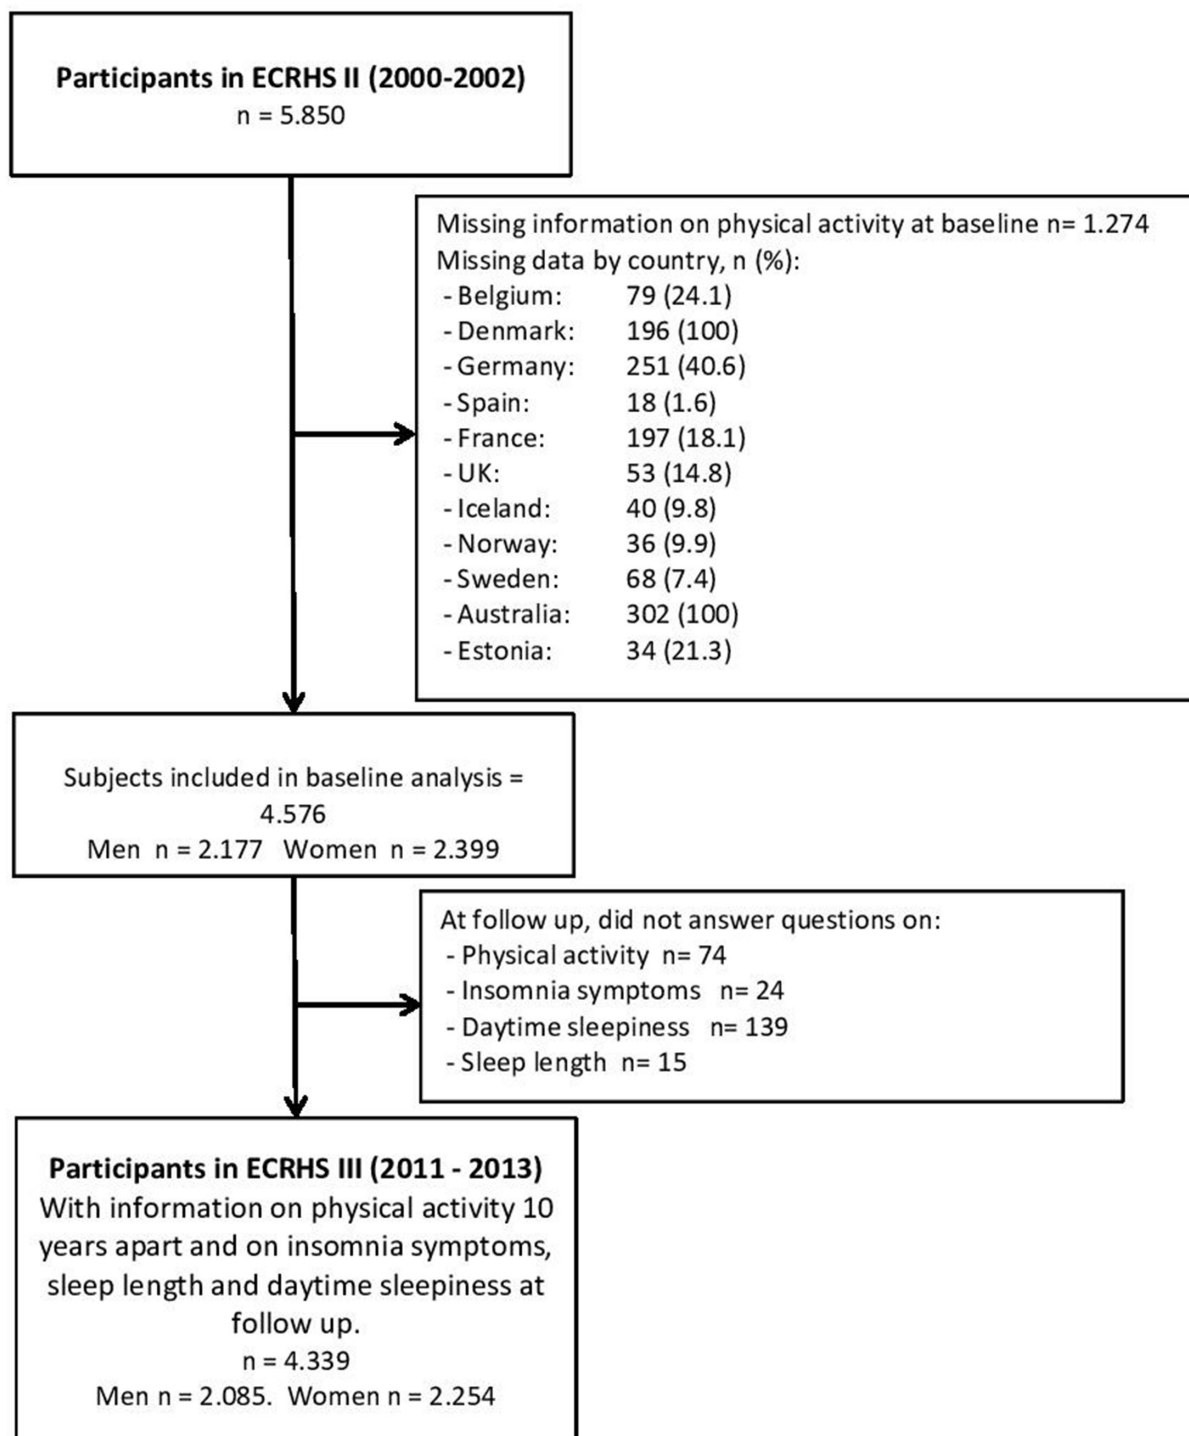 Participants in ECRHS II (2000-2002)
n = 5.850
Missing information on physical activity at baseline n= 1.274
Missing data by country, n (%):
- Belgium: 79 (24.1)
- Denmark: 196 (100)
- Germany: 251 (40.6)
- Spain: 18 (1.6)
- France: 197 (18.1)
- UK: 53 (14.8)
- Iceland: 40 (9.8)
- Norway: 36 (9.9)
- Sweden: 68 (7.4)
- Australia: 302 (100)
- Estonia: 34 (21.3)
Subjects included in baseline analysis =
4.576
Men n = 2.177 Women n = 2.399
At follow up, did not answer questions on:
- Physical activity n= 74
- Insomnia symptoms n= 24
- Daytime sleepiness n= 139
- Sleep length n= 15
Participants in ECRHS III (2011 - 2013)
With information on physical activity 10
years apart and on insomnia symptoms,
sleep length and daytime sleepiness at
follow up.
n = 4.339
Men n = 2.085. Women n = 2.254